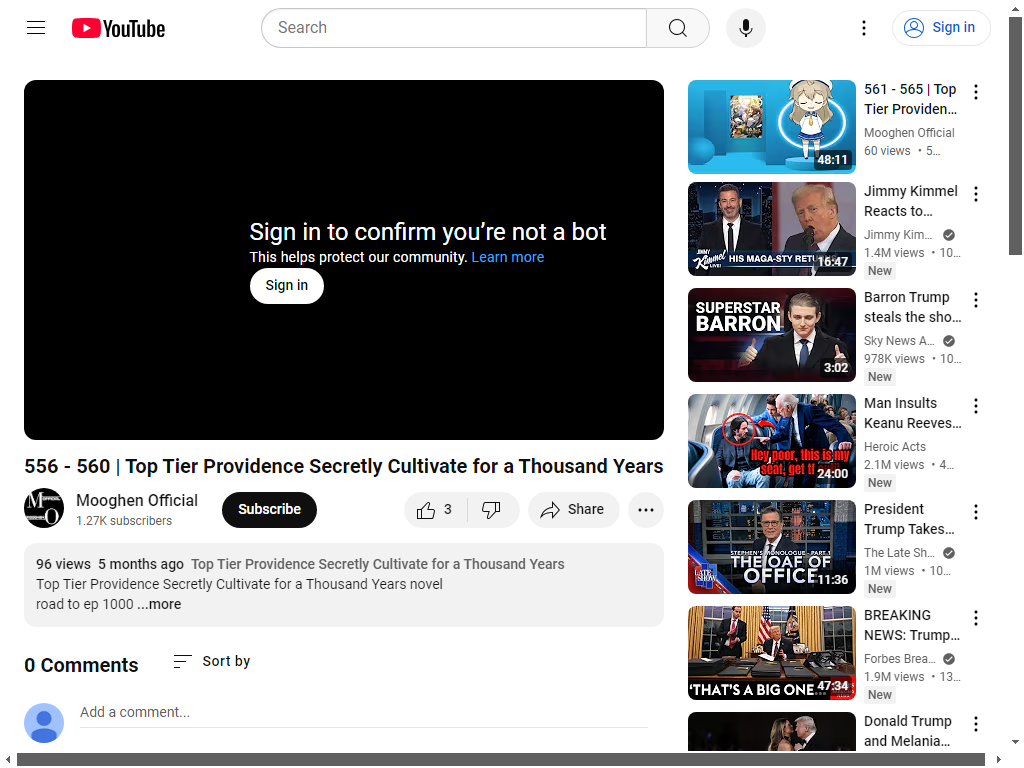 YouTube
Search
Sign in
Sign in to confirm you’re not a bot
This helps protect our community. Learn more
Sign in
556 - 560 | Top Tier Providence Secretly Cultivate for a Thousand Years
Mooghen Official
1.27K subscribers
Subscribe
3
Share
96 views 5 months ago Top Tier Providence Secretly Cultivate for a Thousand Years
Top Tier Providence Secretly Cultivate for a Thousand Years novel
road to ep 1000 ...more
0 Comments
Sort by
Add a comment...
48:11
561 - 565 | Top
Tier Providen...
Mooghen Official
60 views • 5...
JIMMY
Kimmel
LIVE!
HIS MAGA-STY RETU
16:47
Jimmy Kimmel
Reacts to...
Jimmy Kim...
1.4M views • 10...
New
SUPERSTAR
BARRON
3:02
Barron Trump
steals the sho...
Sky News A...
978K views • 10...
New
Hey poor, this is my
seat, get
24:00
Man Insults
Keanu Reeves...
Heroic Acts
2.1M views • 4...
New
STEPHEN'S MONOLOGUE - PART 1
THE OAF OF
OFFICE
LATE
SHOW
11:36
President
Trump Takes...
The Late Sh...
1M views • 10...
New
'THAT'S A BIG ONE...
47:34
BREAKING
NEWS: Trump...
Forbes Brea...
1.9M views • 13...
New
Donald Trump
and Melania...